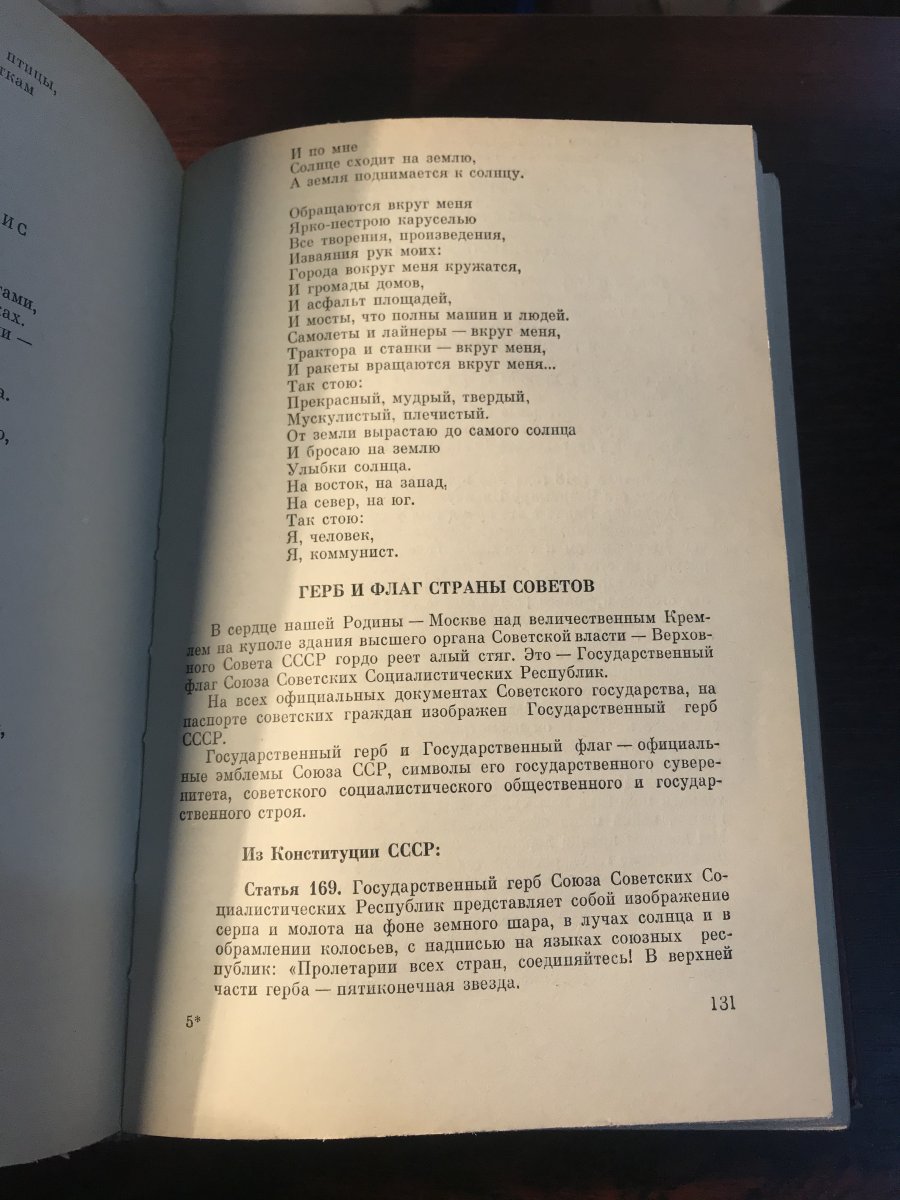 птицы,
ткам
ИС
тами,
ках.
и —
а.
о,
И по мне
Солнце сходит на землю,
А земля поднимается к солнцу.
Обращаются вкруг меня
Ярко-пестрою каруселью
Все творения, произведения,
Изваяния рук моих:
Города вокруг меня кружатся,
И громады домов,
И асфальт площадей,
И мосты, что полны машин и людей.
Самолеты и лайнеры — вкруг меня,
Трактора и станки — вкруг меня,
И ракеты вращаются вкруг меня...
Так стою:
Прекрасный, мудрый, твердый,
Мускулистый, плечистый.
От земли вырастаю до самого солнца
И бросаю на землю
Улыбки солнца.
На восток, на запад,
На север, на юг.
Так стою:
Я, человек,
Я, коммунист.
ГЕРБ И ФЛАГ СТРАНЫ СОВЕТОВ
В сердце нашей Родины — Москве над величественным Крем-
лем на куполе здания высшего органа Советской власти — Верхов-
ного Совета СССР гордо реет алый стяг. Это — Государственный
флаг Союза Советских Социалистических Республик.
На всех официальных документах Советского государства, на
паспорте советских граждан изображен Государственный герб
СССР.
Государственный герб и Государственный флаг — официаль-
ные эмблемы Союза ССР, символы его государственного сувере-
нитета, советского социалистического общественного и государ-
ственного строя.
Из Конституции СССР:
Статья 169. Государственный герб Союза Советских Со-
циалистических Республик представляет собой изображение
серпа и молота на фоне земного шара, в лучах солнца и в
обрамлении колосьев, с надписью на языках союзных рес-
публик: «Пролетарии всех стран, соединяйтесь! В верхней
части герба — пятиконечная звезда.
5*
131